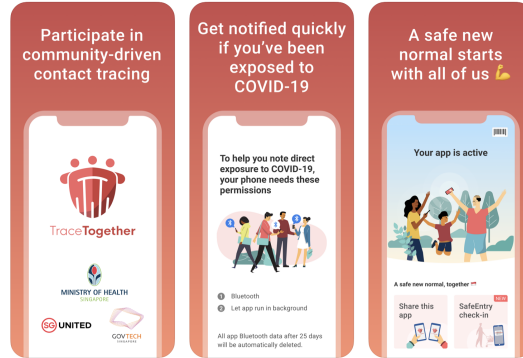 Participate in
community-driven
contact tracing
TraceTogether
MINISTRY OF HEALTH
SINGAPORE
SG UNITED
GOVTECH
SINGAPORE
Get notified quickly
if you've been
exposed to
COVID-19
To help you note direct
exposure to COVID-19,
your phone needs these
permissions
1 Bluetooth
2 Let app run in background
All app Bluetooth data after 25 days
will be automatically deleted.
A safe new
normal starts
with all of us 💪
Your app is active
A safe new normal, together
Share this
app
NEW
SafeEntry
check-in